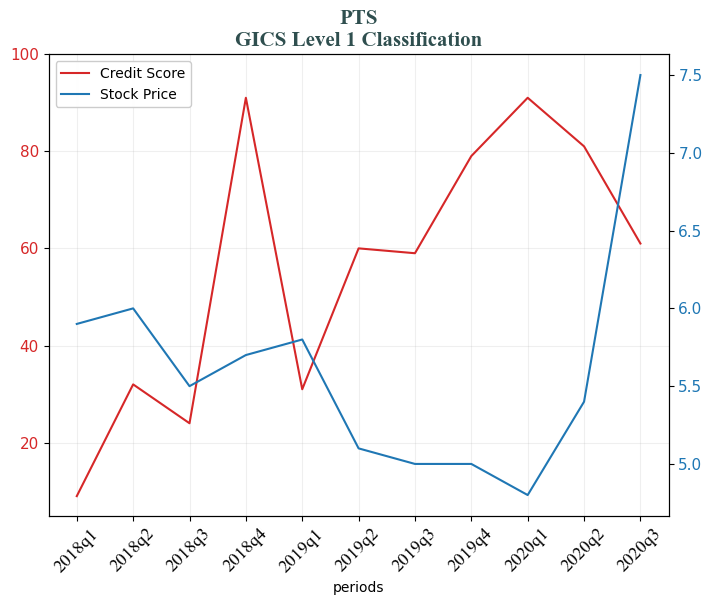 PTS
GICS Level 1 Classification
Credit Score
Stock Price
100
80
60
40
20
7.5
7.0
6.5
6.0
5.5
5.0
2018q1
2018q2
2018q3
2018q4
2019q1
2019q2
2019q3
2019q4
2020q1
2020q2
2020q3
periods